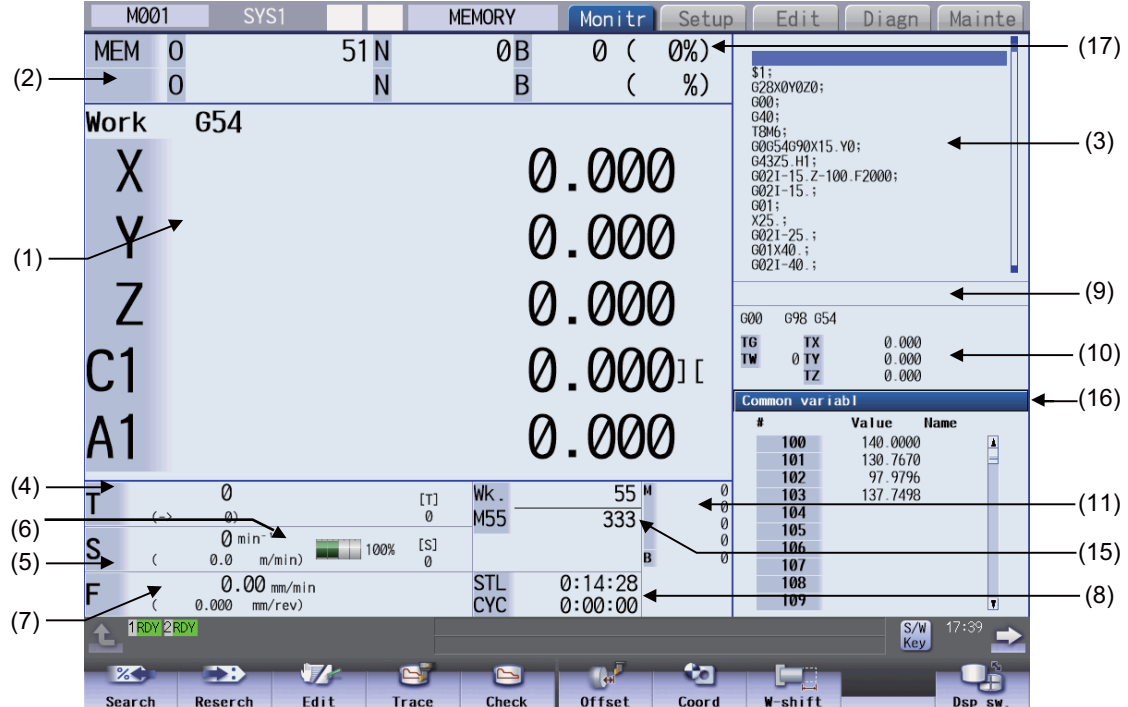 M001 SYS1 MEMORY Monitr Setup Edit Diagn Mainte
MEM O 51 N 0 B 0 ( 0%) (17)
(2) O N B ( %)
$1;
G28X0Y0Z0;
G00;
G40;
T8M6;
G0G54G90X15.Y0;
G43Z5.H1;
G02I-15.Z-100.F2000;
G02I-15.;
G01;
X25.;
G02I-25.;
G01X40.;
G02I-40.;
(3)
Work G54
X 0.000
(1) Y 0.000
Z 0.000
C1 0.000 ][
A1 0.000
(9)
G00 G98 G54
TG TX 0.000
TW 0 TY 0.000
TZ 0.000
(10)
Common variabl (16)
# Value Name
100 140.0000
101 130.7670
102 97.9796
103 137.7498
104
105
106
107
108
109
(4) T 0 [T]
(-> 0) 0
(6)
S 0 min-1 100% [S]
(5) ( 0.0 m/min) 0
F 0.00 mm/min
(7) ( 0.000 mm/rev)
Wk. 55
M55 333
M 0
0
0
0
B 0
(11)
(15)
STL 0:14:28
CYC 0:00:00
(8)
1 RDY 2 RDY S/W Key 17:39
Search Reserch Edit Trace Check Offset Coord W-shift Dsp sw.